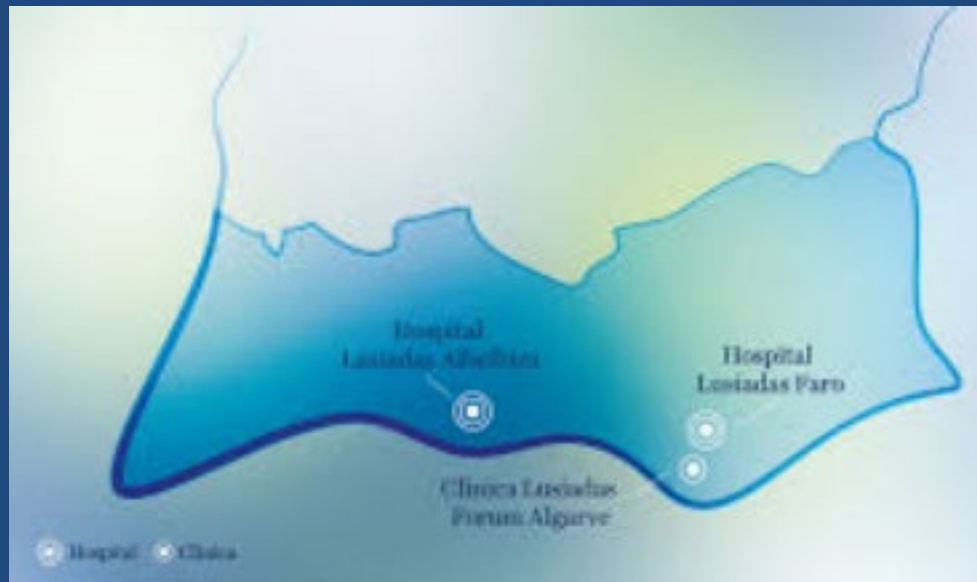 Hospital
Lusíadas Albufeira
Hospital
Lusíadas Faro
Clínica Lusíadas
Forum Algarve
Hospital
Clínica